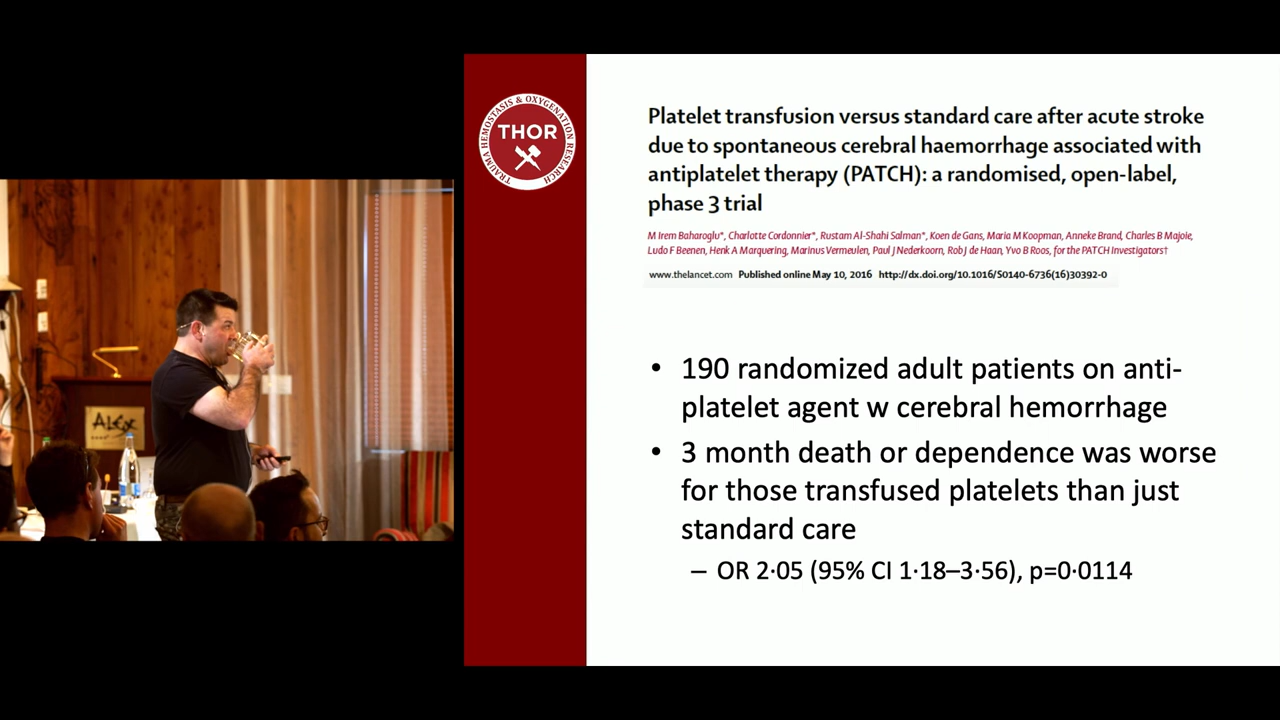 TRAUMA HEMOSTASIS & OXYGENATION RESEARCH
THOR
Platelet transfusion versus standard care after acute stroke
due to spontaneous cerebral haemorrhage associated with
antiplatelet therapy (PATCH): a randomised, open-label,
phase 3 trial
M Irem Baharoglu*, Charlotte Cordonnier*, Rustam Al-Shahi Salman*, Koen de Gans, Maria M Koopman, Anneke Brand, Charles B Majoie,
Ludo F Beenen, Henk A Marquering, Marinus Vermeulen, Paul J Nederkoorn, Rob J de Haan, Yvo B Roos, for the PATCH Investigators†
www.thelancet.com Published online May 10, 2016 http://dx.doi.org/10.1016/S0140-6736(16)30392-0
• 190 randomized adult patients on anti-
platelet agent w cerebral hemorrhage
• 3 month death or dependence was worse
for those transfused platelets than just
standard care
– OR 2·05 (95% CI 1·18–3·56), p=0·0114
ALEX